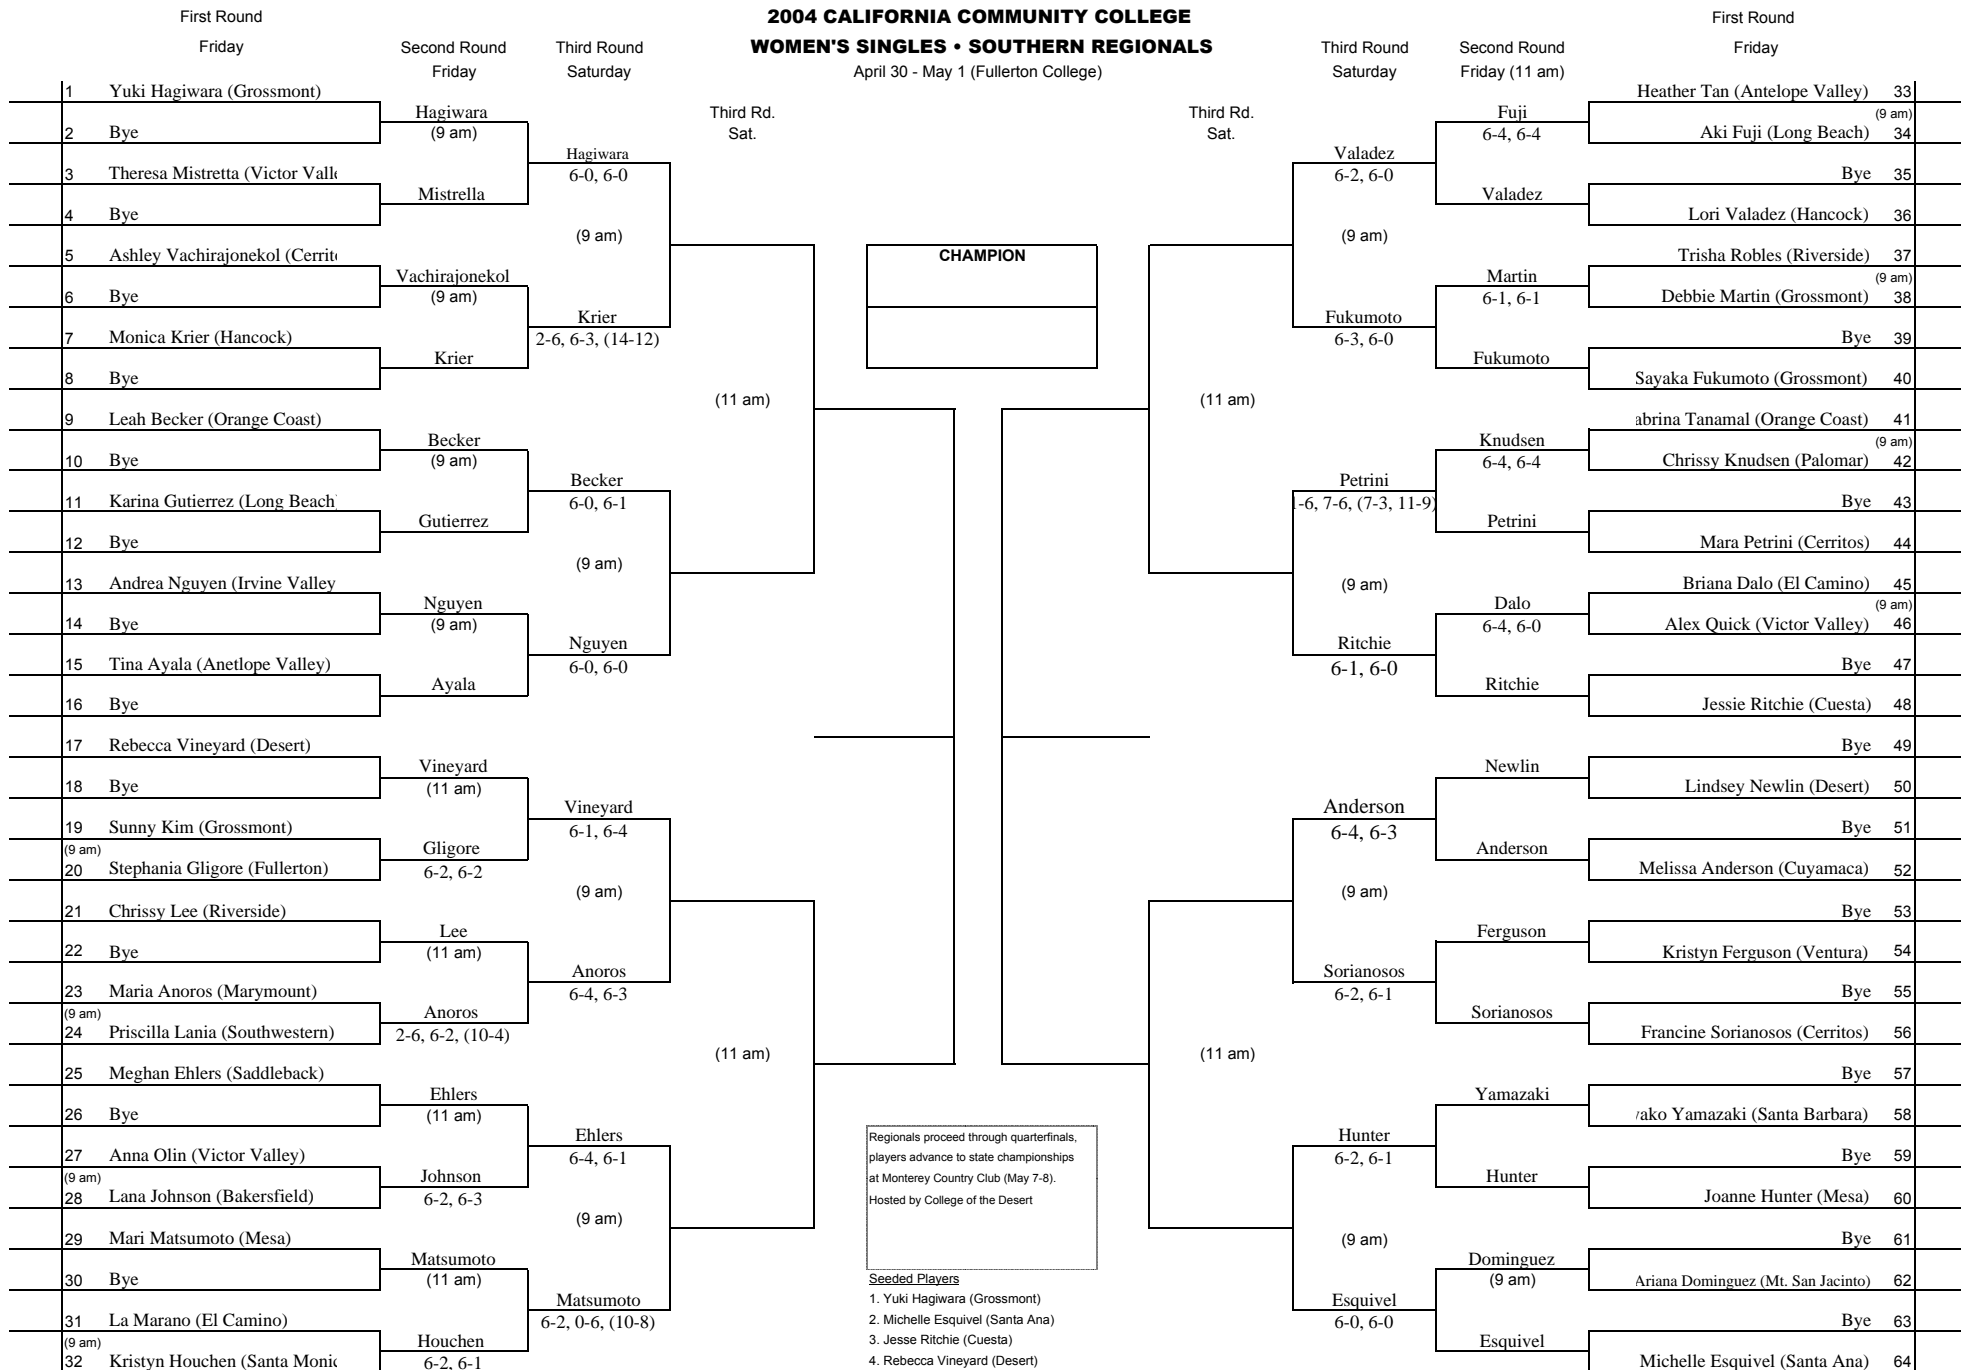 2004 CALIFORNIA COMMUNITY COLLEGE
WOMEN'S SINGLES • SOUTHERN REGIONALS
April 30 - May 1 (Fullerton College)
First Round
Friday
Second Round
Friday
Third Round
Saturday
Third Rd.
Sat.
1 Yuki Hagiwara (Grossmont)
2 Bye
3 Theresa Mistretta (Victor Valle
4 Bye
5 Ashley Vachirajonekol (Cerrito
6 Bye
7 Monica Krier (Hancock)
8 Bye
9 Leah Becker (Orange Coast)
10 Bye
11 Karina Gutierrez (Long Beach)
12 Bye
13 Andrea Nguyen (Irvine Valley
14 Bye
15 Tina Ayala (Anetlope Valley)
16 Bye
17 Rebecca Vineyard (Desert)
18 Bye
19 Sunny Kim (Grossmont)
(9 am)
20 Stephania Gligore (Fullerton)
21 Chrissy Lee (Riverside)
22 Bye
23 Maria Anoros (Marymount)
(9 am)
24 Priscilla Lania (Southwestern)
25 Meghan Ehlers (Saddleback)
26 Bye
27 Anna Olin (Victor Valley)
(9 am)
28 Lana Johnson (Bakersfield)
29 Mari Matsumoto (Mesa)
30 Bye
31 La Marano (El Camino)
(9 am)
32 Kristyn Houchen (Santa Monic
Hagiwara
(9 am)
Mistrella
Vachirajonekol
(9 am)
Krier
Becker
(9 am)
Gutierrez
Nguyen
(9 am)
Ayala
Vineyard
(11 am)
Gligore
6-2, 6-2
Lee
(11 am)
Anoros
2-6, 6-2, (10-4)
Ehlers
(11 am)
Johnson
6-2, 6-3
Matsumoto
(11 am)
Houchen
6-2, 6-1
Hagiwara
6-0, 6-0
(9 am)
Krier
2-6, 6-3, (14-12)
Becker
6-0, 6-1
(9 am)
Nguyen
6-0, 6-0
Vineyard
6-1, 6-4
(9 am)
Anoros
6-4, 6-3
Ehlers
6-4, 6-1
(9 am)
Matsumoto
6-2, 0-6, (10-8)
(11 am)
(11 am)
CHAMPION
Regionals proceed through quarterfinals,
players advance to state championships
at Monterey Country Club (May 7-8).
Hosted by College of the Desert
Seeded Players
1. Yuki Hagiwara (Grossmont)
2. Michelle Esquivel (Santa Ana)
3. Jesse Ritchie (Cuesta)
4. Rebecca Vineyard (Desert)
Third Rd.
Sat.
(11 am)
(11 am)
Third Round
Saturday
Valadez
6-2, 6-0
(9 am)
Fukumoto
6-3, 6-0
Petrini
1-6, 7-6, (7-3, 11-9)
(9 am)
Ritchie
6-1, 6-0
Anderson
6-4, 6-3
(9 am)
Sorianosos
6-2, 6-1
Hunter
6-2, 6-1
(9 am)
Esquivel
6-0, 6-0
Second Round
Friday (11 am)
Fuji
6-4, 6-4
Valadez
Martin
6-1, 6-1
Fukumoto
Knudsen
6-4, 6-4
Petrini
Dalo
6-4, 6-0
Ritchie
Newlin
Anderson
Ferguson
Sorianosos
Yamazaki
Hunter
Dominguez
(9 am)
Esquivel
First Round
Friday
Heather Tan (Antelope Valley) 33
(9 am)
Aki Fuji (Long Beach) 34
Bye 35
Lori Valadez (Hancock) 36
Trisha Robles (Riverside) 37
(9 am)
Debbie Martin (Grossmont) 38
Bye 39
Sayaka Fukumoto (Grossmont) 40
abrina Tanamal (Orange Coast) 41
(9 am)
Chrissy Knudsen (Palomar) 42
Bye 43
Mara Petrini (Cerritos) 44
Briana Dalo (El Camino) 45
(9 am)
Alex Quick (Victor Valley) 46
Bye 47
Jessie Ritchie (Cuesta) 48
Bye 49
Lindsey Newlin (Desert) 50
Bye 51
Melissa Anderson (Cuyamaca) 52
Bye 53
Kristyn Ferguson (Ventura) 54
Bye 55
Francine Sorianosos (Cerritos) 56
Bye 57
yako Yamazaki (Santa Barbara) 58
Bye 59
Joanne Hunter (Mesa) 60
Bye 61
Ariana Dominguez (Mt. San Jacinto) 62
Bye 63
Michelle Esquivel (Santa Ana) 64